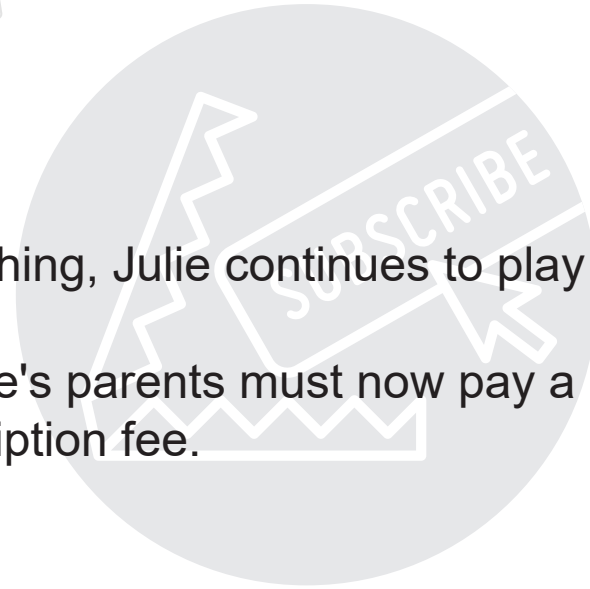 SUBSCRIBE
hing, Julie continues to play
e's parents must now pay a
iption fee.